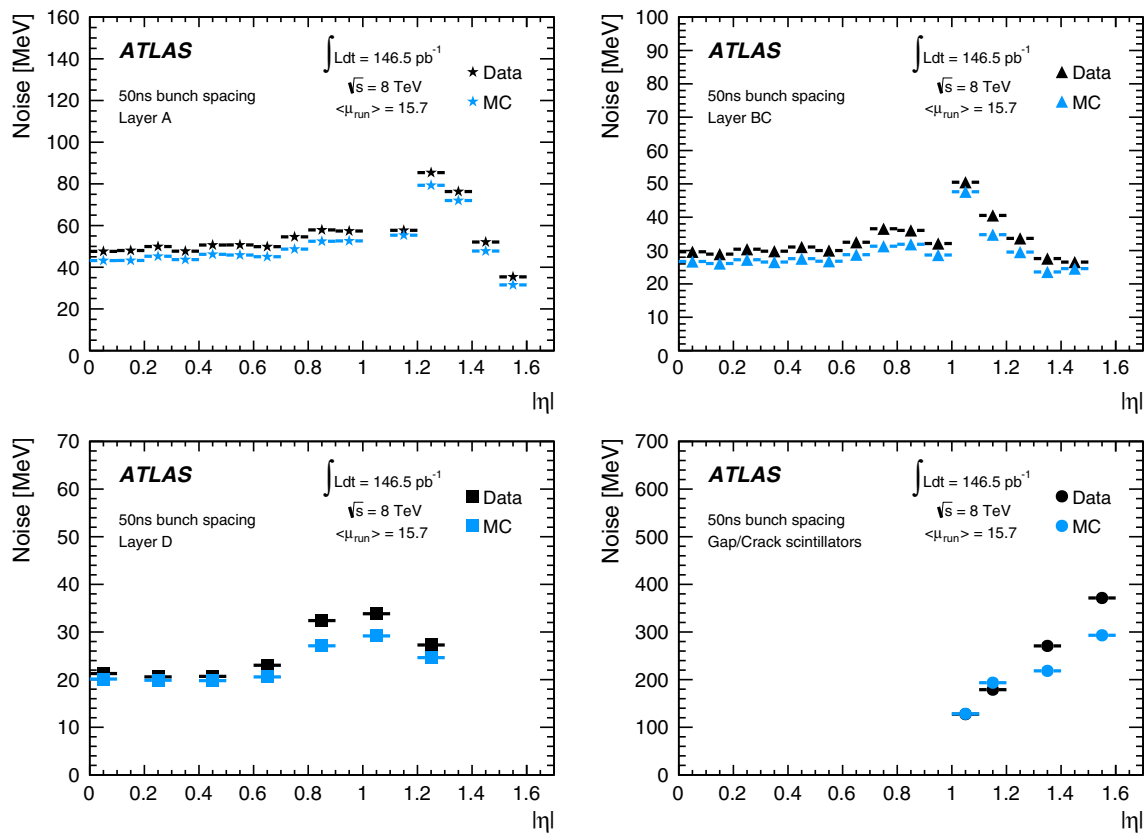 Noise [MeV]
160
140
120
100
80
60
40
20
0
ATLAS
∫ Ldt = 146.5 pb⁻¹
√s = 8 TeV
<μrun> = 15.7
50ns bunch spacing
Layer A
Data
MC
0 0.2 0.4 0.6 0.8 1 1.2 1.4 1.6
|η|
Noise [MeV]
100
90
80
70
60
50
40
30
20
10
0
ATLAS
∫ Ldt = 146.5 pb⁻¹
√s = 8 TeV
<μrun> = 15.7
50ns bunch spacing
Layer BC
Data
MC
0 0.2 0.4 0.6 0.8 1 1.2 1.4 1.6
|η|
Noise [MeV]
70
60
50
40
30
20
10
0
ATLAS
∫ Ldt = 146.5 pb⁻¹
√s = 8 TeV
<μrun> = 15.7
50ns bunch spacing
Layer D
Data
MC
0 0.2 0.4 0.6 0.8 1 1.2 1.4 1.6
|η|
Noise [MeV]
700
600
500
400
300
200
100
0
ATLAS
∫ Ldt = 146.5 pb⁻¹
√s = 8 TeV
<μrun> = 15.7
50ns bunch spacing
Gap/Crack scintillators
Data
MC
0 0.2 0.4 0.6 0.8 1 1.2 1.4 1.6
|η|